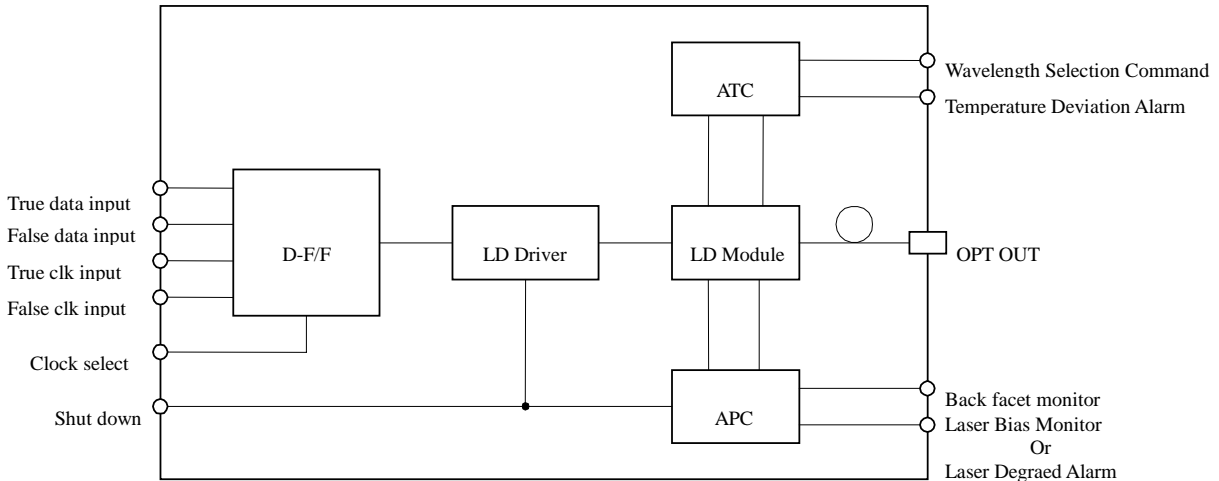 ATC
Wavelength Selection Command
Temperature Deviation Alarm
True data input
False data input
True clk input
False clk input
Clock select
Shut down
D-F/F
LD Driver
LD Module
OPT OUT
APC
Back facet monitor
Laser Bias Monitor
Or
Laser Degraed Alarm